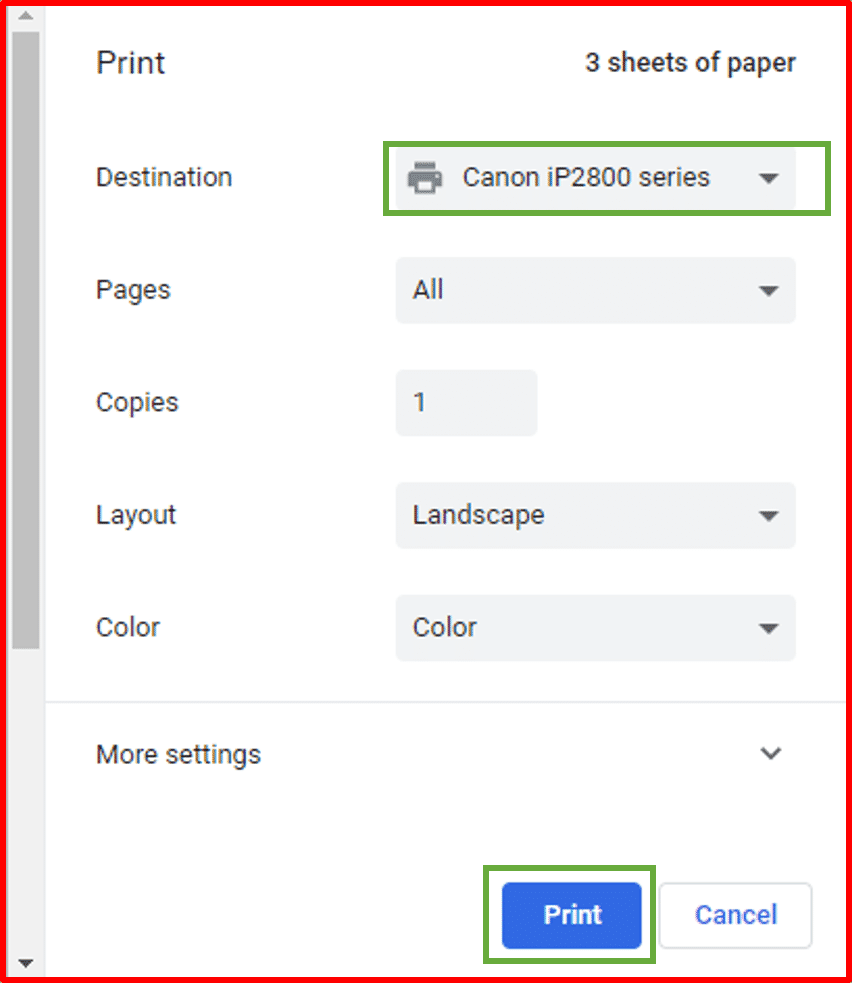 Print 3 sheets of paper
Destination Canon iP2800 series
Pages All
Copies 1
Layout Landscape
Color Color
More settings
Print Cancel